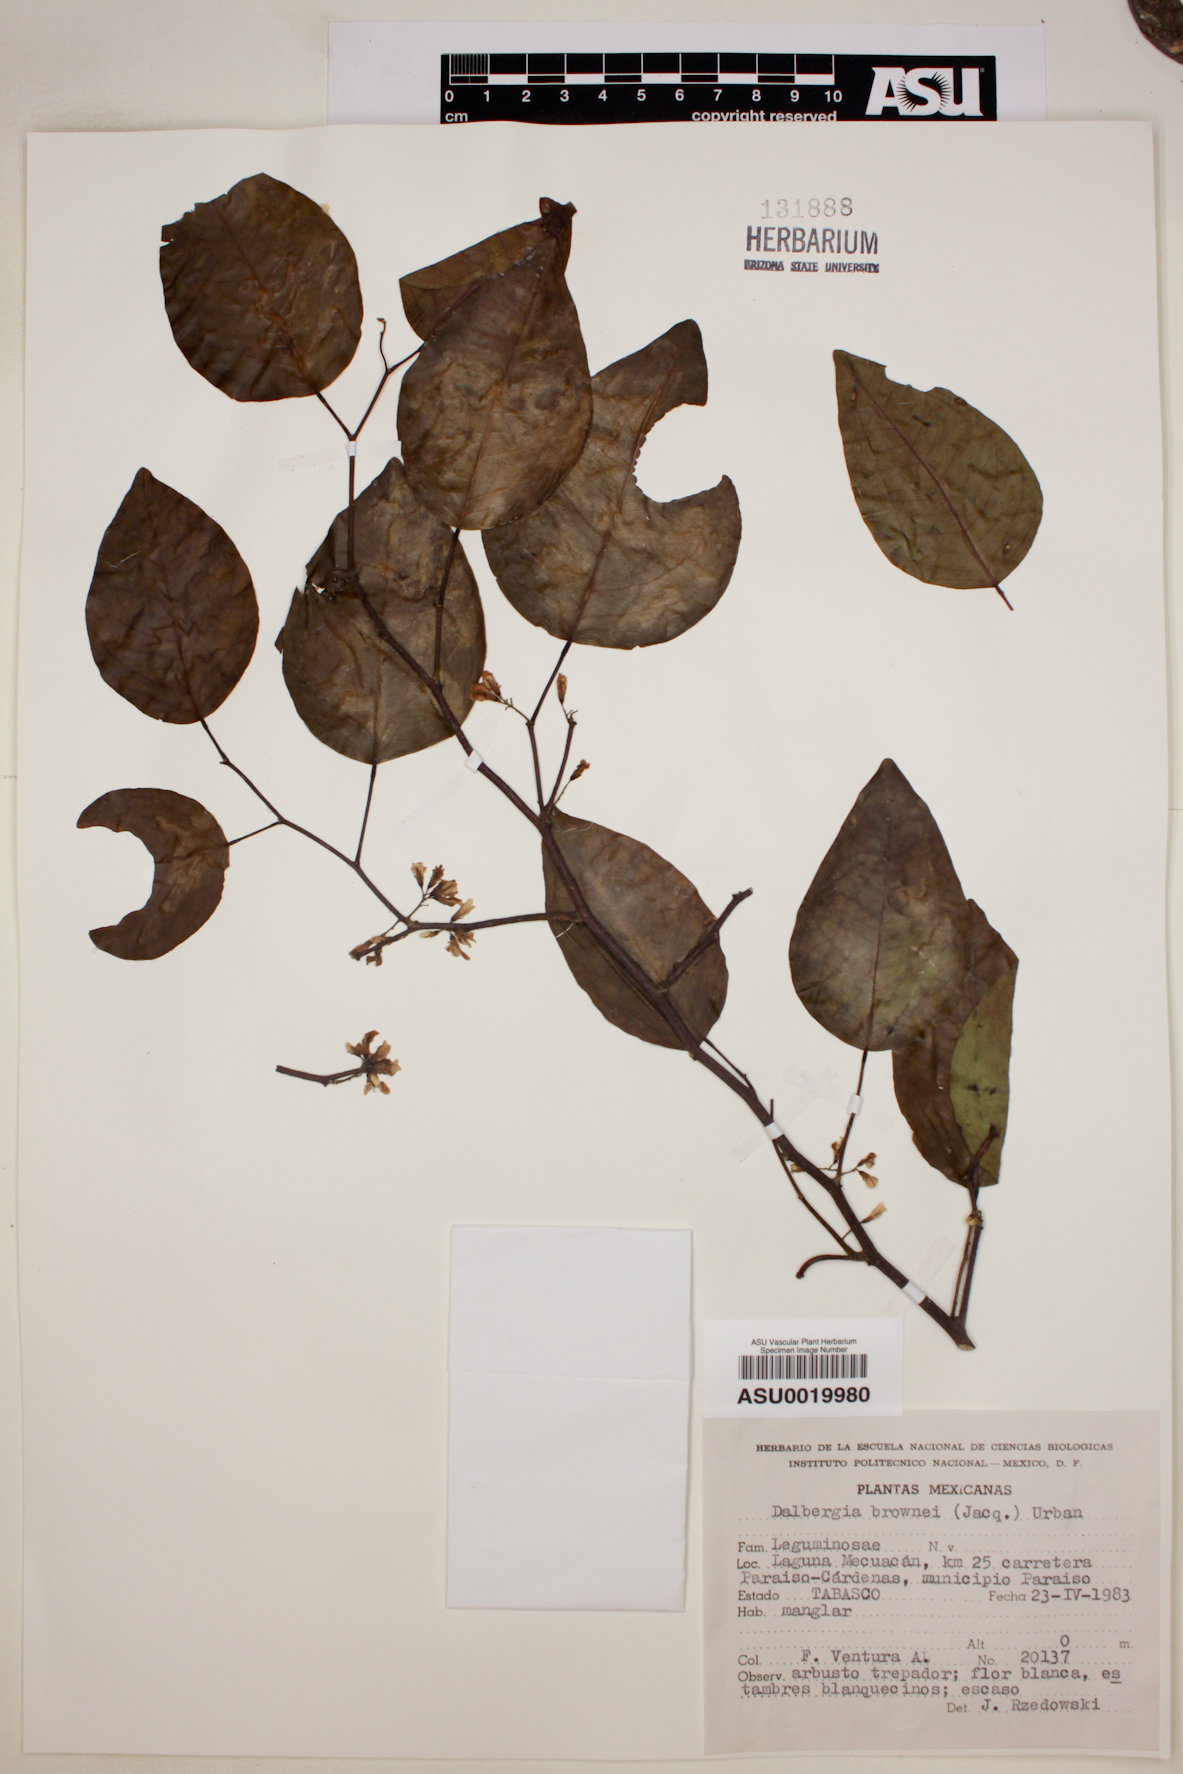 0 1 2 3 4 5 6 7 8 9 10
cm
copyright reserved
ASU
131888
HERBARIUM
ARIZONA STATE UNIVERSITY
ASU Vascular Plant Herbarium
Specimen Image Number
ASU0019980
HERBARIO DE LA ESCUELA NACIONAL DE CIENCIAS BIOLOGICAS
INSTITUTO POLITECNICO NACIONAL — MEXICO, D. F.
PLANTAS MEXICANAS
Dalbergia brownei (Jacq.) Urban
Fam. Leguminosae N. v.
Loc. Laguna Mecuacán, km 25 carretera
Paraiso-Cárdenas, municipio Paraiso
Estado TABASCO Fecha 23-IV-1983
Hab. manglar
Alt. 0 m.
Col. F. Ventura A. No. 20137
Observ. arbusto trepador; flor blanca, es
tambres blanquecinos; escaso
Det. J. Rzedowski